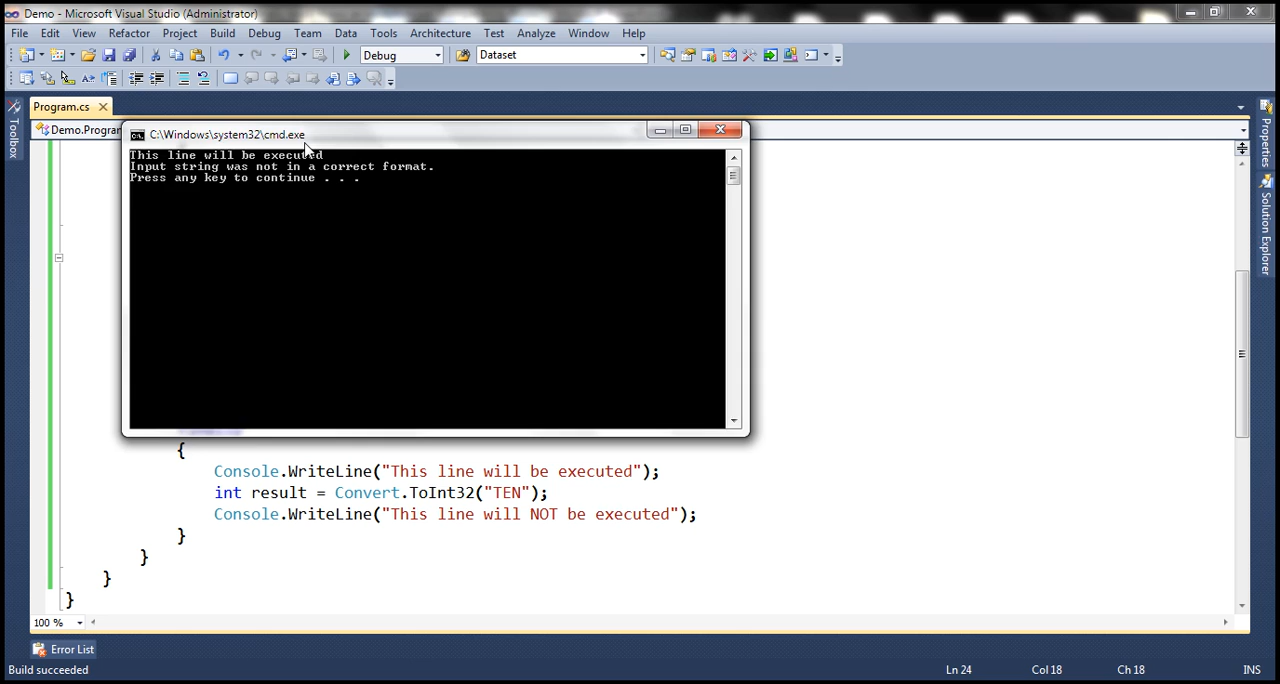 Demo - Microsoft Visual Studio (Administrator)
File Edit View Refactor Project Build Debug Team Data Tools Architecture Test Analyze Window Help
Debug Dataset
Program.cs
Demo.Program
Toolbox
Properties
Solution Explorer
C:\Windows\system32\cmd.exe
This line will be executed
Input string was not in a correct format.
Press any key to continue . . .
{
Console.WriteLine("This line will be executed");
int result = Convert.ToInt32("TEN");
Console.WriteLine("This line will NOT be executed");
}
}
}
}
100 %
Error List
Build succeeded Ln 24 Col 18 Ch 18 INS